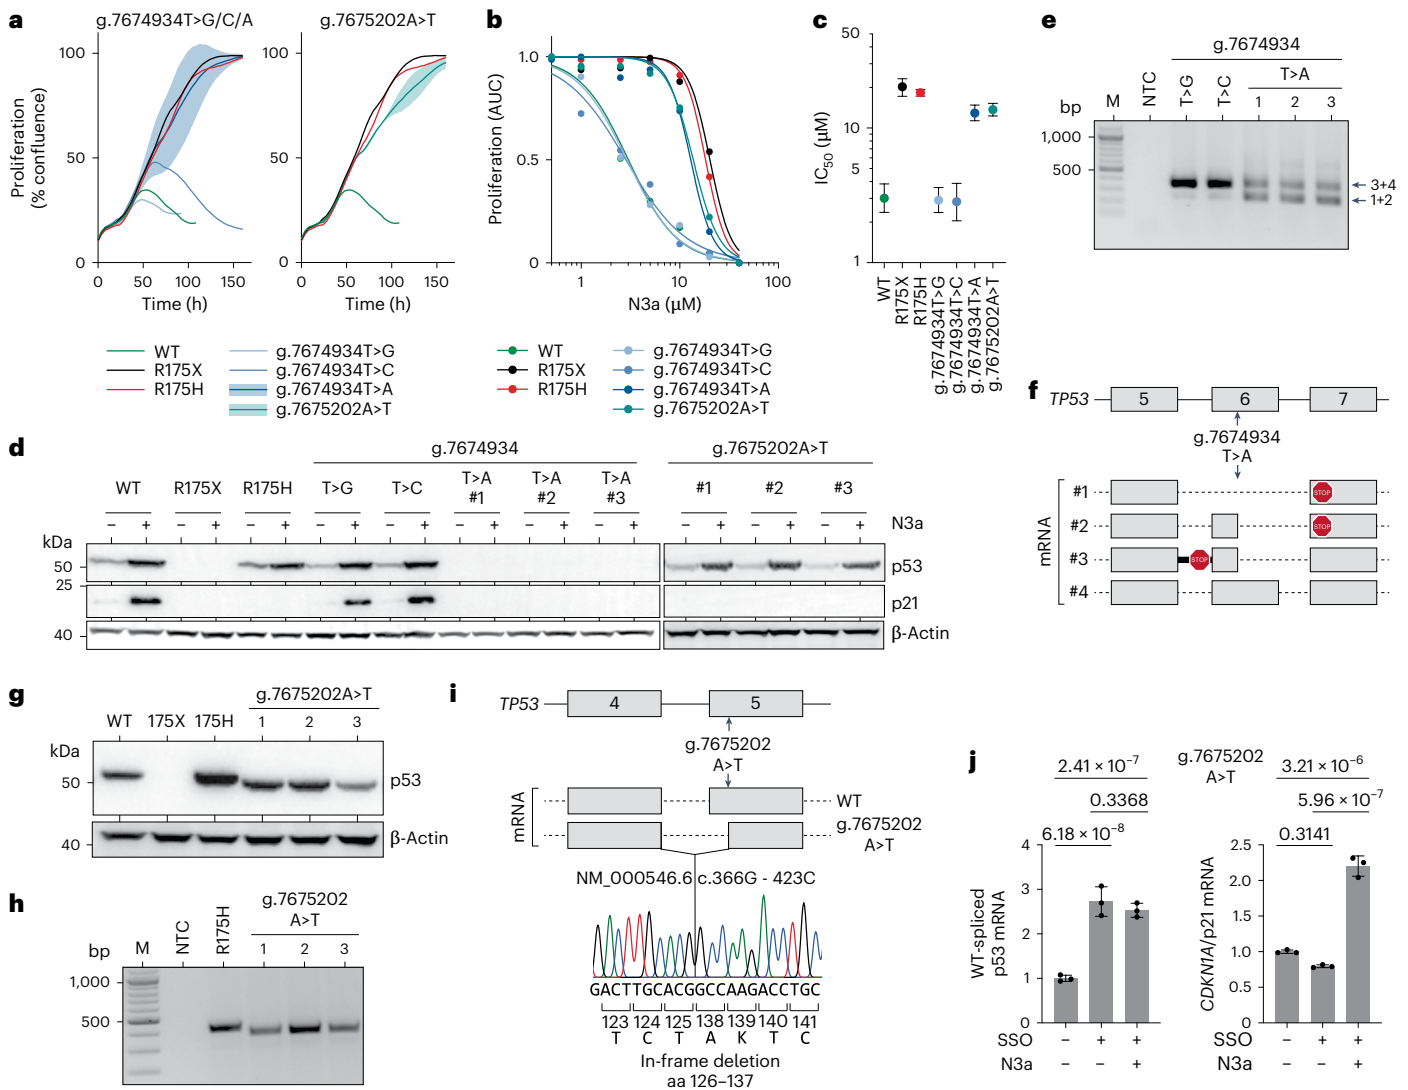 a
g.7674934T>G/C/A
g.7675202A>T
Proliferation
(% confluence)
100
50
0
0
50
100
150
Time (h)
100
50
0
0
50
100
150
Time (h)
WT
R175X
R175H
g.7674934T>G
g.7674934T>C
g.7674934T>A
g.7675202A>T
b
Proliferation (AUC)
1.0
0.5
0
1
10
100
N3a (μM)
WT
R175X
R175H
g.7674934T>G
g.7674934T>C
g.7674934T>A
g.7675202A>T
c
IC50 (μM)
50
10
5
1
WT
R175X
R175H
g.7674934T>G
g.7674934T>C
g.7674934T>A
g.7675202A>T
e
g.7674934
T>A
bp
M
NTC
T>G
T>C
1
2
3
1,000
500
3+4
1+2
f
TP53
5
6
7
g.7674934
T>A
mRNA
#1
STOP
#2
STOP
#3
STOP
#4
d
g.7674934
g.7675202A>T
WT
R175X
R175H
T>G
T>C
T>A
#1
T>A
#2
T>A
#3
#1
#2
#3
− + − + − + − + − + − + − + − + − + − + − + N3a
kDa
50
p53
25
p21
40
β-Actin
g
g.7675202A>T
WT
175X
175H
1
2
3
kDa
50
p53
40
β-Actin
h
g.7675202
A>T
bp
M
NTC
R175H
1
2
3
1,000
500
i
TP53
4
5
g.7675202
A>T
mRNA
WT
g.7675202
A>T
NM_000546.6 c.366G - 423C
GACTTGCACGGCCAAGACCTGC
123 124 125 138 139 140 141
T C T A K T C
In-frame deletion
aa 126–137
j
g.7675202
A>T
2.41 × 10−7
0.3368
6.18 × 10−8
WT-spliced
p53 mRNA
4
3
2
1
0
SSO − + +
N3a − − +
3.21 × 10−6
5.96 × 10−7
0.3141
CDKN1A/p21 mRNA
2.5
2.0
1.5
1.0
0.5
0
SSO − + +
N3a − − +